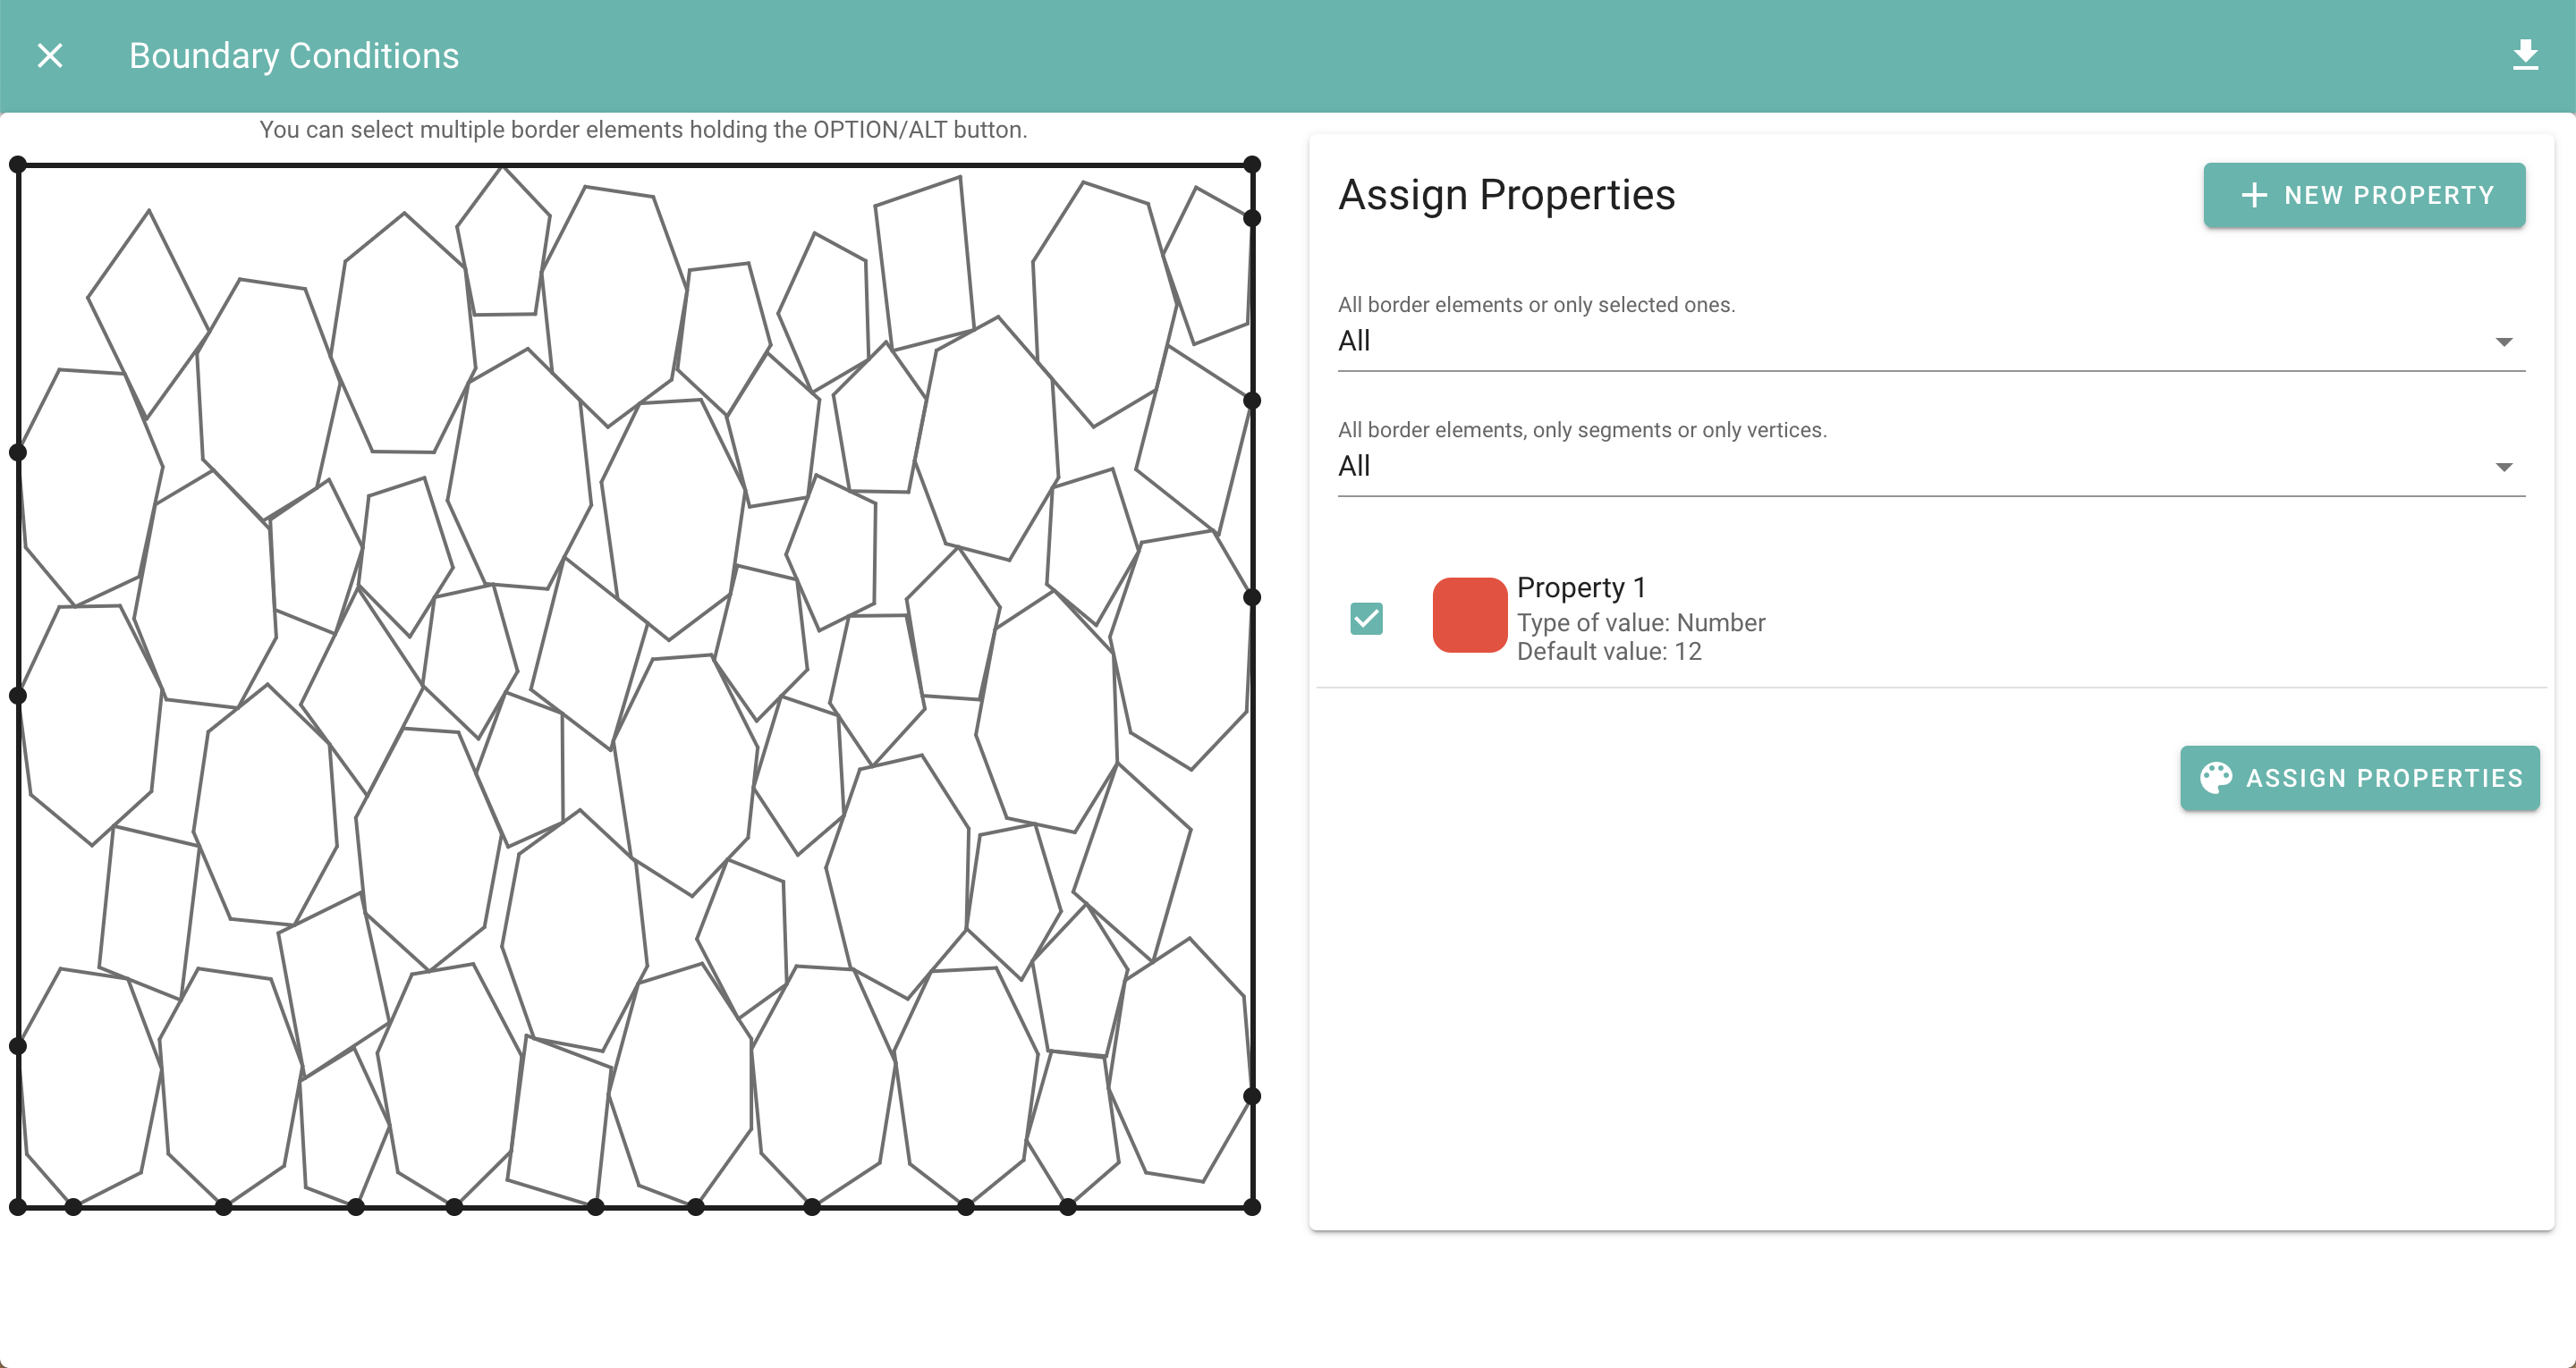 Boundary Conditions
You can select multiple border elements holding the OPTION/ALT button.
Assign Properties
NEW PROPERTY
All border elements or only selected ones.
All
All border elements, only segments or only vertices.
All
Property 1
Type of value: Number
Default value: 12
ASSIGN PROPERTIES